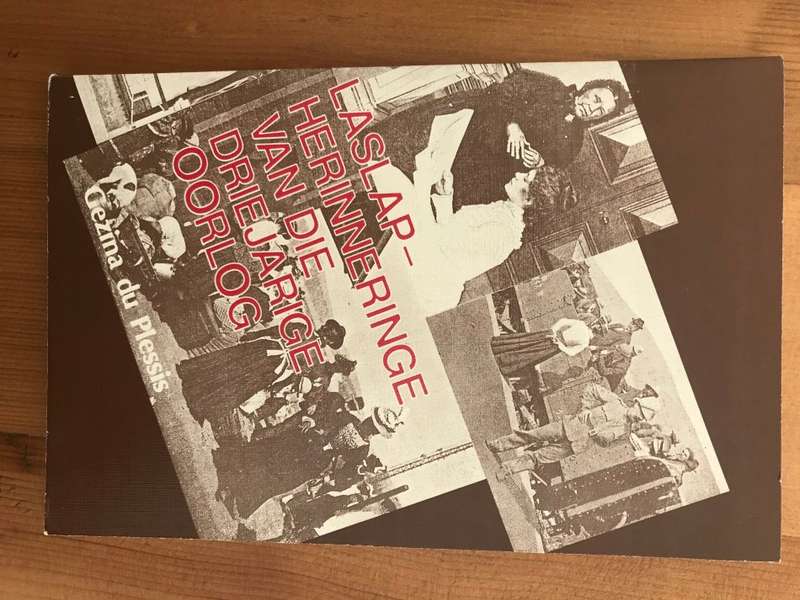 LASLAP-
HERINNERINGE
VAN DIE
DRIEJARIGE
OORLOG
Gezina du Plessis